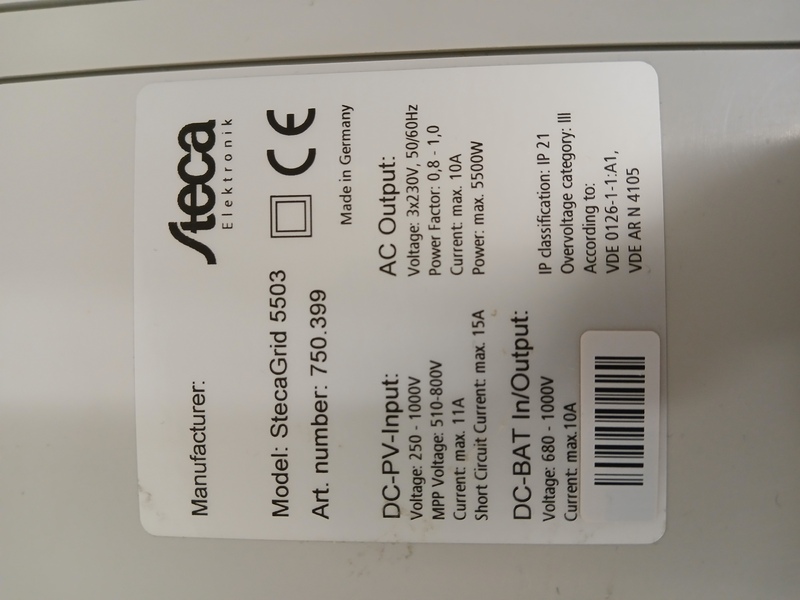 Manufacturer:
Steca
Elektronik
Model: StecaGrid 5503
Art. number: 750.399
CE
Made in Germany
DC-PV-Input:
Voltage: 250 - 1000V
MPP Voltage: 510-800V
Current: max. 11A
Short Circuit Current: max. 15A
AC Output:
Voltage: 3x230V, 50/60Hz
Power Factor: 0,8 - 1,0
Current: max. 10A
Power: max. 5500W
DC-BAT In/Output:
Voltage: 680 - 1000V
Current: max.10A
IP classification: IP 21
Overvoltage category: III
According to:
VDE 0126-1-1:A1,
VDE AR N 4105